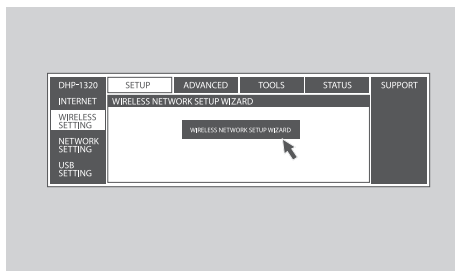 DHP-1320 SETUP ADVANCED TOOLS STATUS SUPPORT
INTERNET WIRELESS NETWORK SETUP WIZARD
WIRELESS
SETTING
WIRELESS NETWORK SETUP WIZARD
NETWORK
SETTING
USB
SETTING